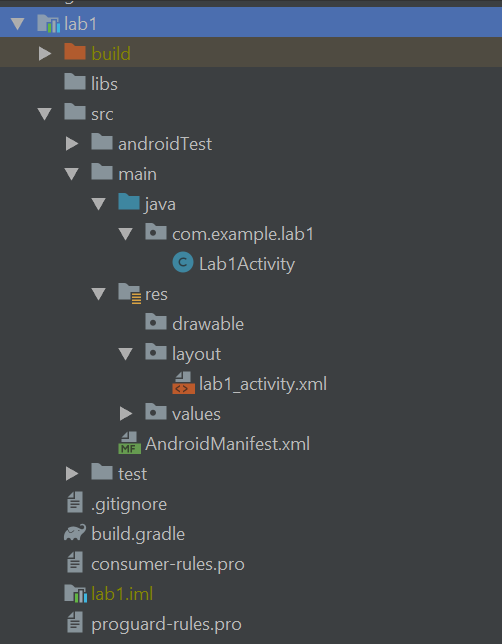 lab1
build
libs
src
androidTest
main
java
com.example.lab1
C Lab1Activity
res
drawable
layout
<> lab1_activity.xml
values
MF AndroidManifest.xml
test
.gitignore
build.gradle
consumer-rules.pro
lab1.iml
proguard-rules.pro